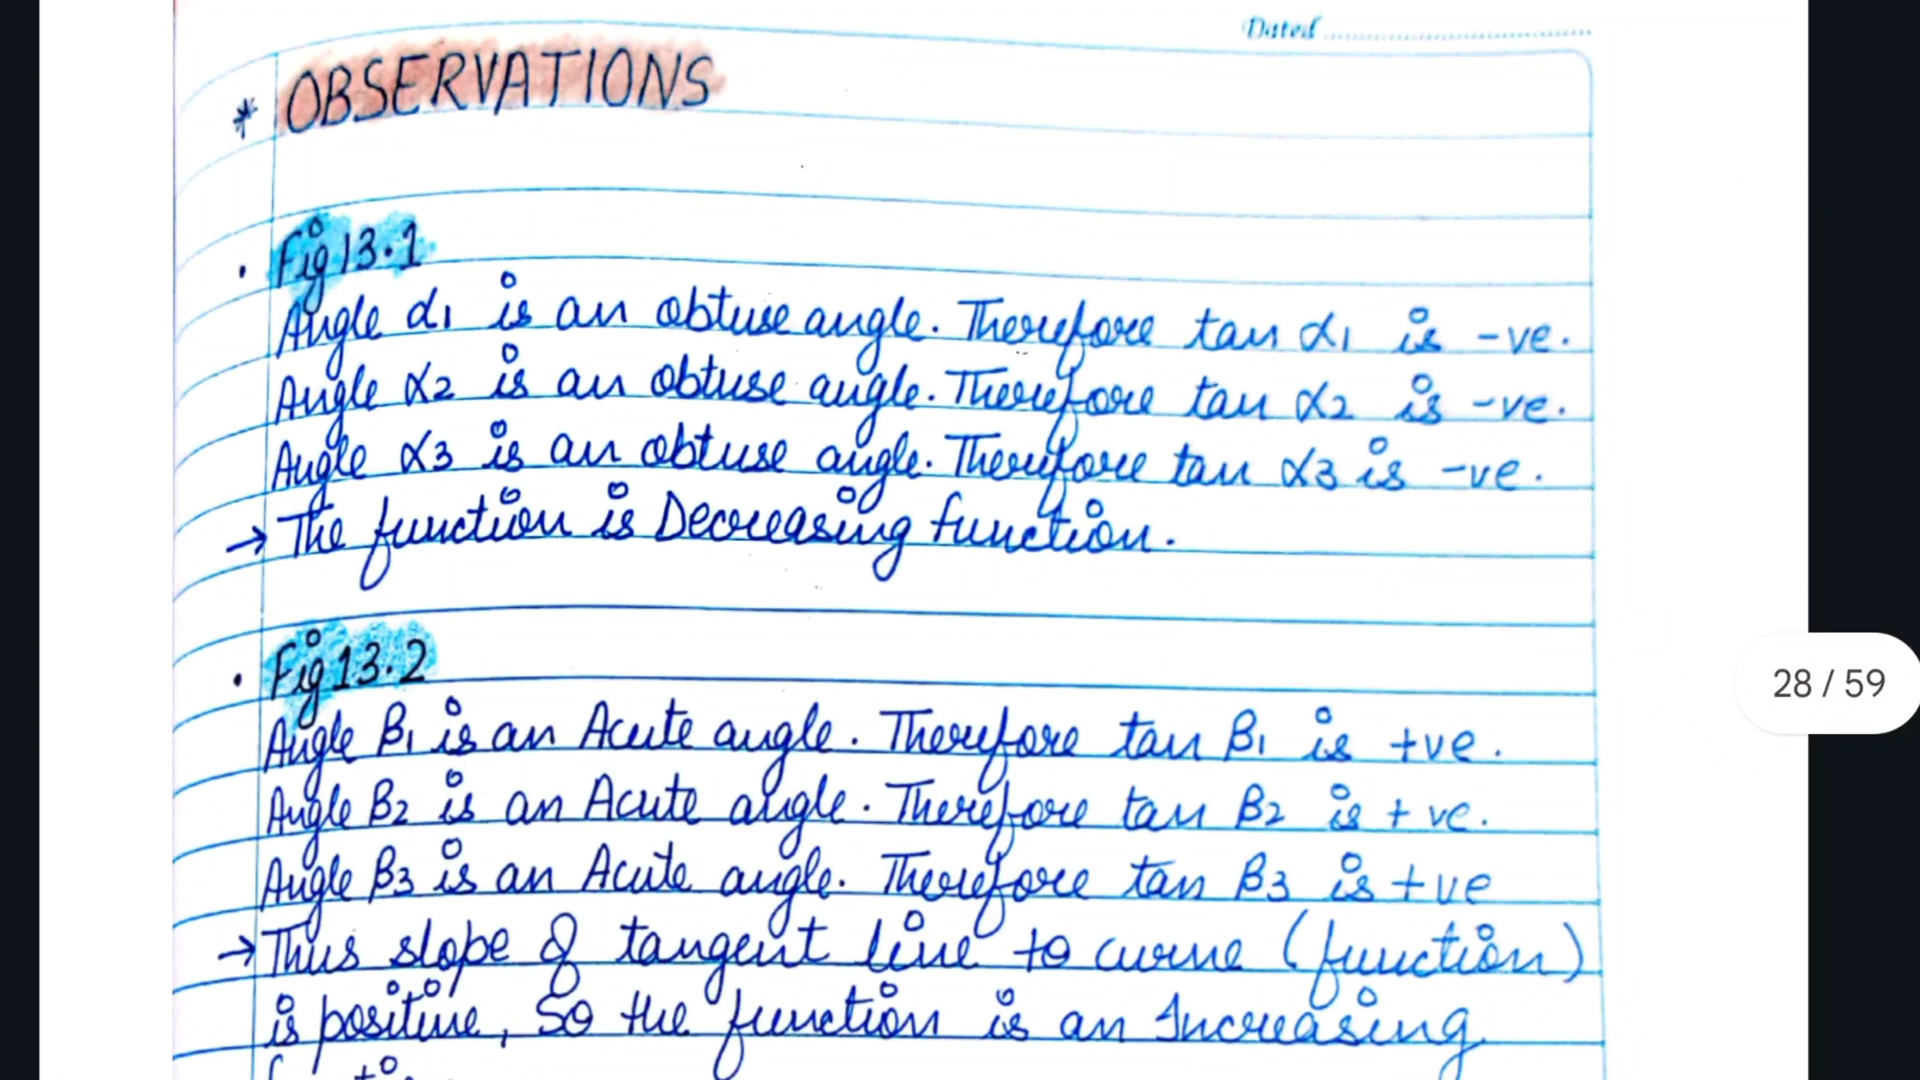 Dated
* OBSERVATIONS
• Fig 13.1
Angle α1 is an obtuse angle. Therefore tan α1 is -ve.
Angle α2 is an obtuse angle. Therefore tan α2 is -ve.
Angle α3 is an obtuse angle. Therefore tan α3 is -ve.
→ The function is Decreasing function.
• Fig 13.2
Angle β1 is an Acute angle. Therefore tan β1 is +ve.
Angle β2 is an Acute angle. Therefore tan β2 is +ve.
Angle β3 is an Acute angle. Therefore tan β3 is +ve
→ Thus slope of tangent line to curve (function)
is positive, So the function is an Increasing
28 / 59